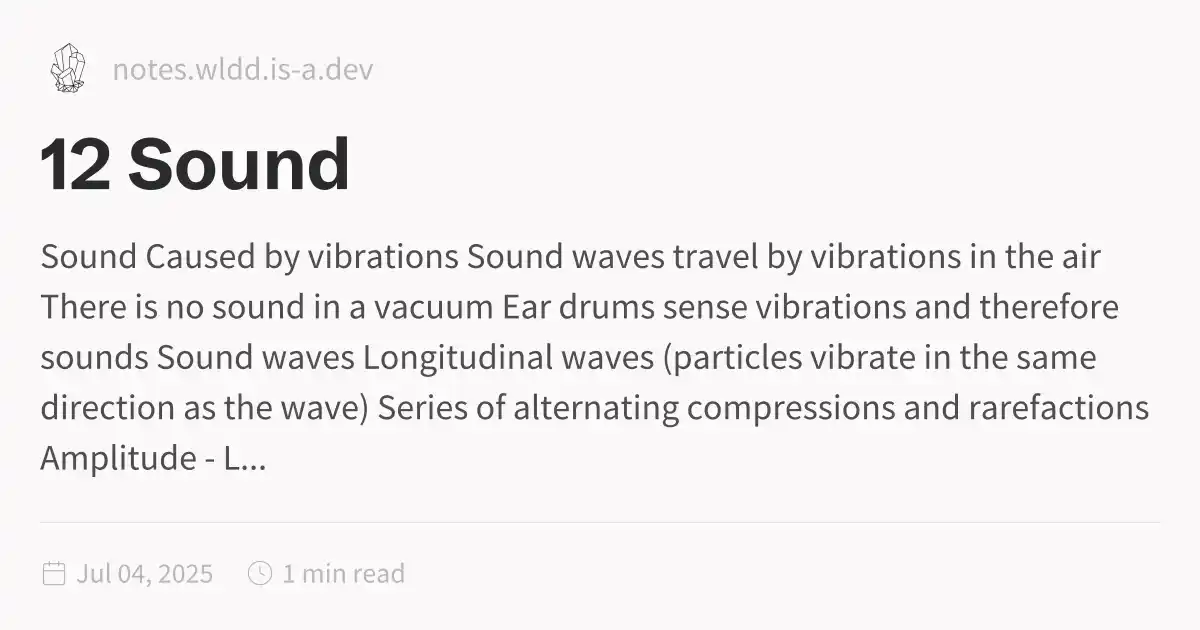 notes.wldd.is-a.dev
12 Sound
Sound Caused by vibrations Sound waves travel by vibrations in the air
There is no sound in a vacuum Ear drums sense vibrations and therefore
sounds Sound waves Longitudinal waves (particles vibrate in the same
direction as the wave) Series of alternating compressions and rarefactions
Amplitude - L...
Jul 04, 2025 1 min read